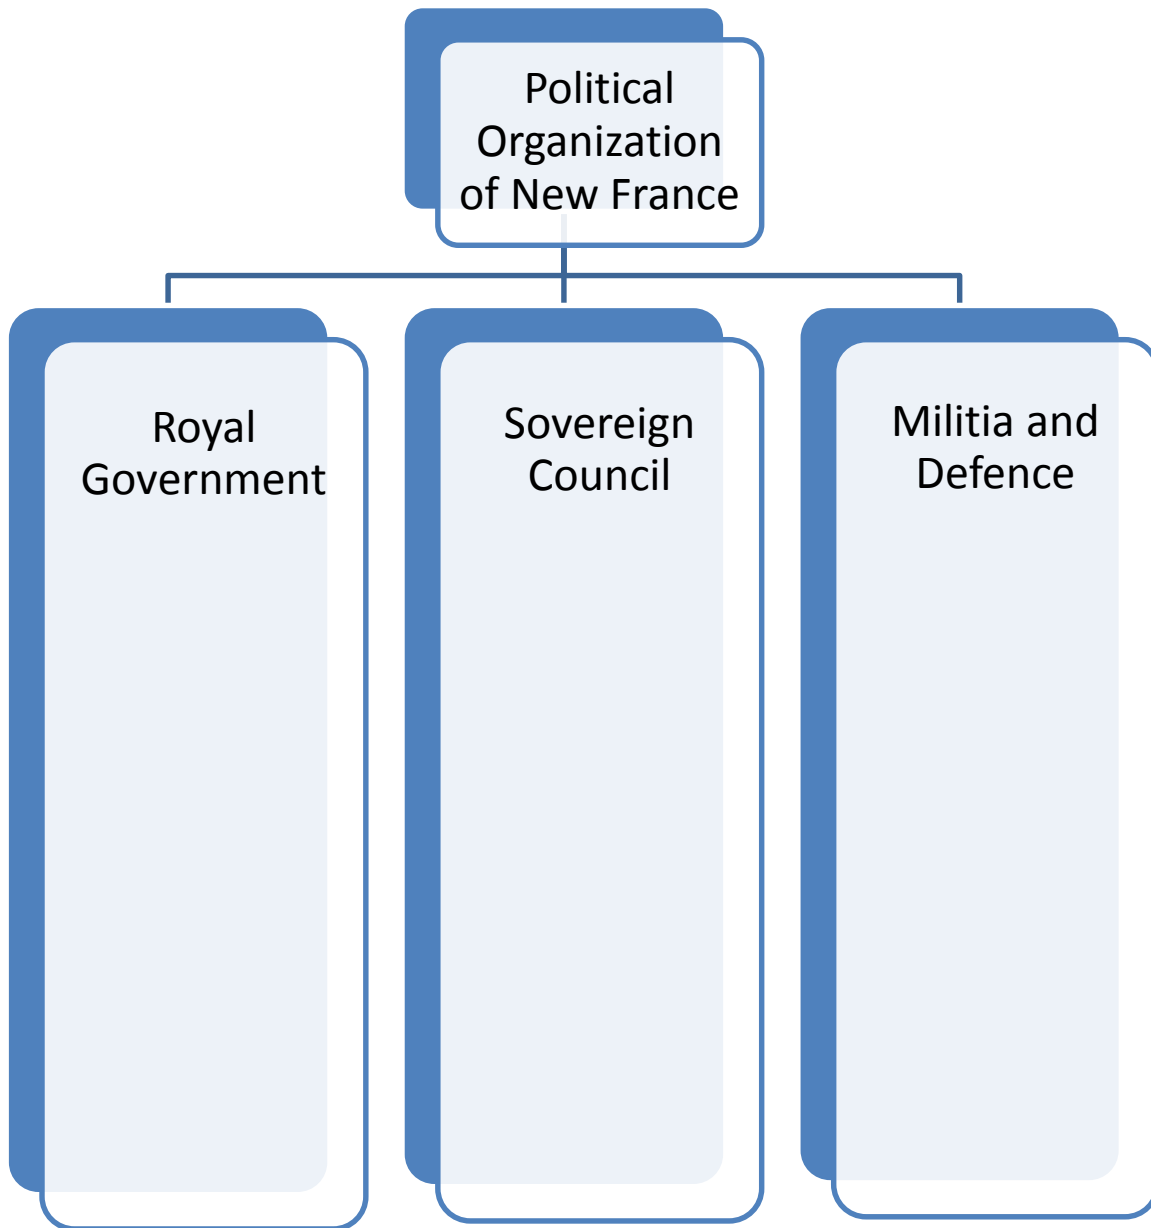 Political
Organization
of New France
Royal
Government
Sovereign
Council
Militia and
Defence